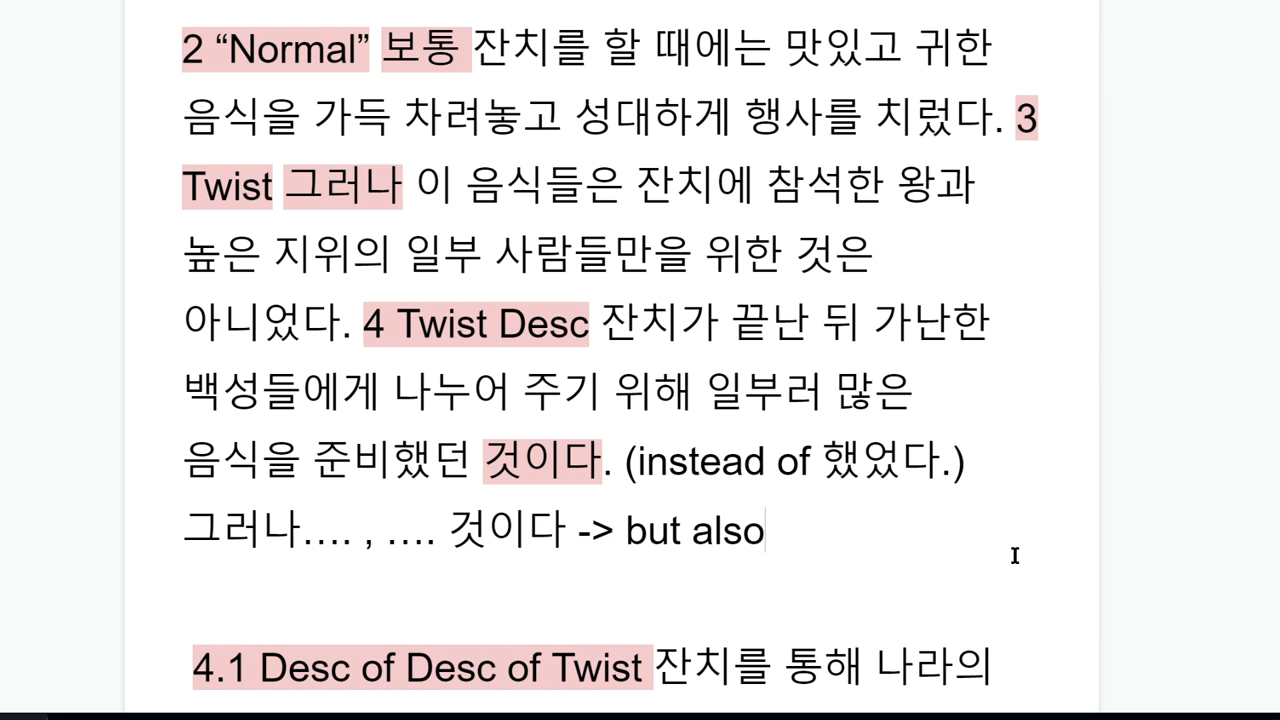 2 “Normal” 보통 잔치를 할 때에는 맛있고 귀한
음식을 가득 차려놓고 성대하게 행사를 치렀다. 3
Twist 그러나 이 음식들은 잔치에 참석한 왕과
높은 지위의 일부 사람들만을 위한 것은
아니었다. 4 Twist Desc 잔치가 끝난 뒤 가난한
백성들에게 나누어 주기 위해 일부러 많은
음식을 준비했던 것이다. (instead of 했었다.)
그러나…. , …. 것이다 -> but also
4.1 Desc of Desc of Twist 잔치를 통해 나라의